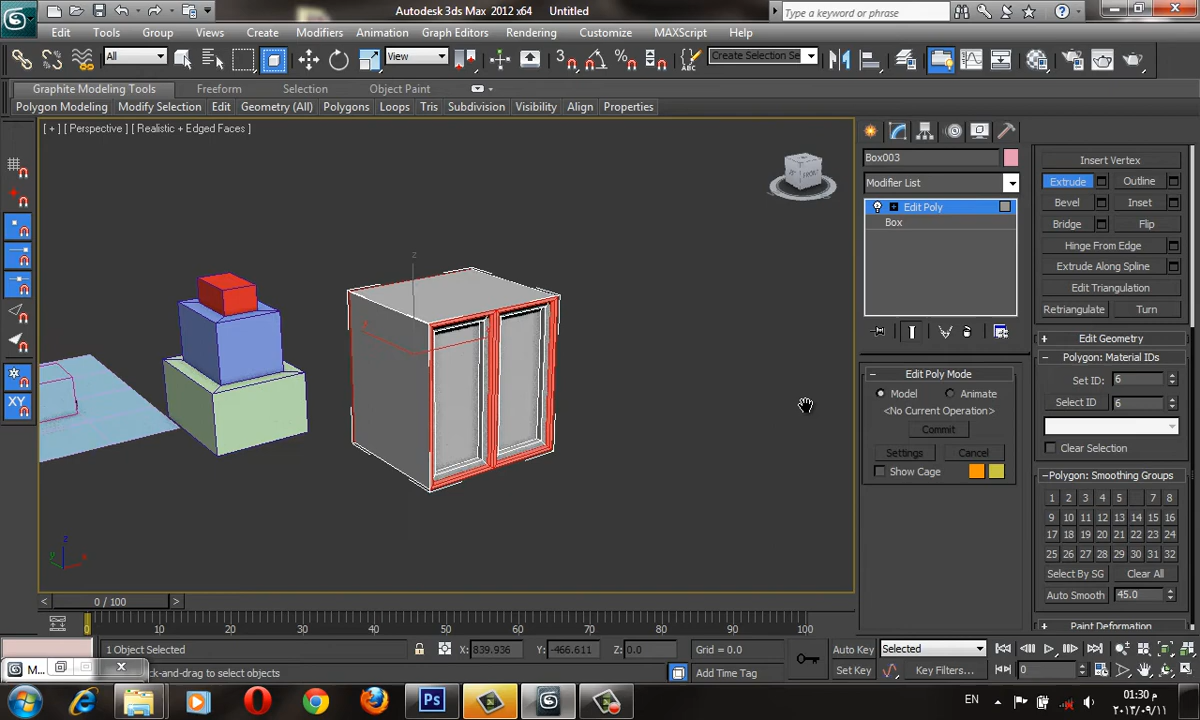 Autodesk 3ds Max 2012 x64 Untitled
Type a keyword or phrase
Edit Tools Group Views Create Modifiers Animation Graph Editors Rendering Customize MAXScript Help
All View 3 Create Selection Se
Graphite Modeling Tools Freeform Selection Object Paint
Polygon Modeling Modify Selection Edit Geometry (All) Polygons Loops Tris Subdivision Visibility Align Properties
[ + ] [ Perspective ] [ Realistic + Edged Faces ]
Box003
Modifier List
Edit Poly
Box
Edit Poly Mode
Model Animate
<No Current Operation>
Commit
Settings Cancel
Show Cage
Insert Vertex
Extrude Outline
Bevel Inset
Bridge Flip
Hinge From Edge
Extrude Along Spline
Edit Triangulation
Retriangulate Turn
Edit Geometry
Polygon: Material IDs
Set ID: 6
Select ID 6
Clear Selection
Polygon: Smoothing Groups
1 2 3 4 5 7 8
9 10 11 12 13 14 15 16
17 18 19 20 21 22 23 24
25 26 27 28 29 30 31 32
Select By SG Clear All
Auto Smooth 45.0
Paint Deformation
XY
z
z
x
< 0 / 100 >
0 10 20 30 40 50 60 70 80 90 100
1 Object Selected X: 839.936 Y: -466.611 Z: 0.0 Grid = 0.0 Auto Key Selected
M... ck-and-drag to select objects Add Time Tag Set Key Key Filters... 0
Ps EN
م 01:30
٢٠١٣/٠٩/١١